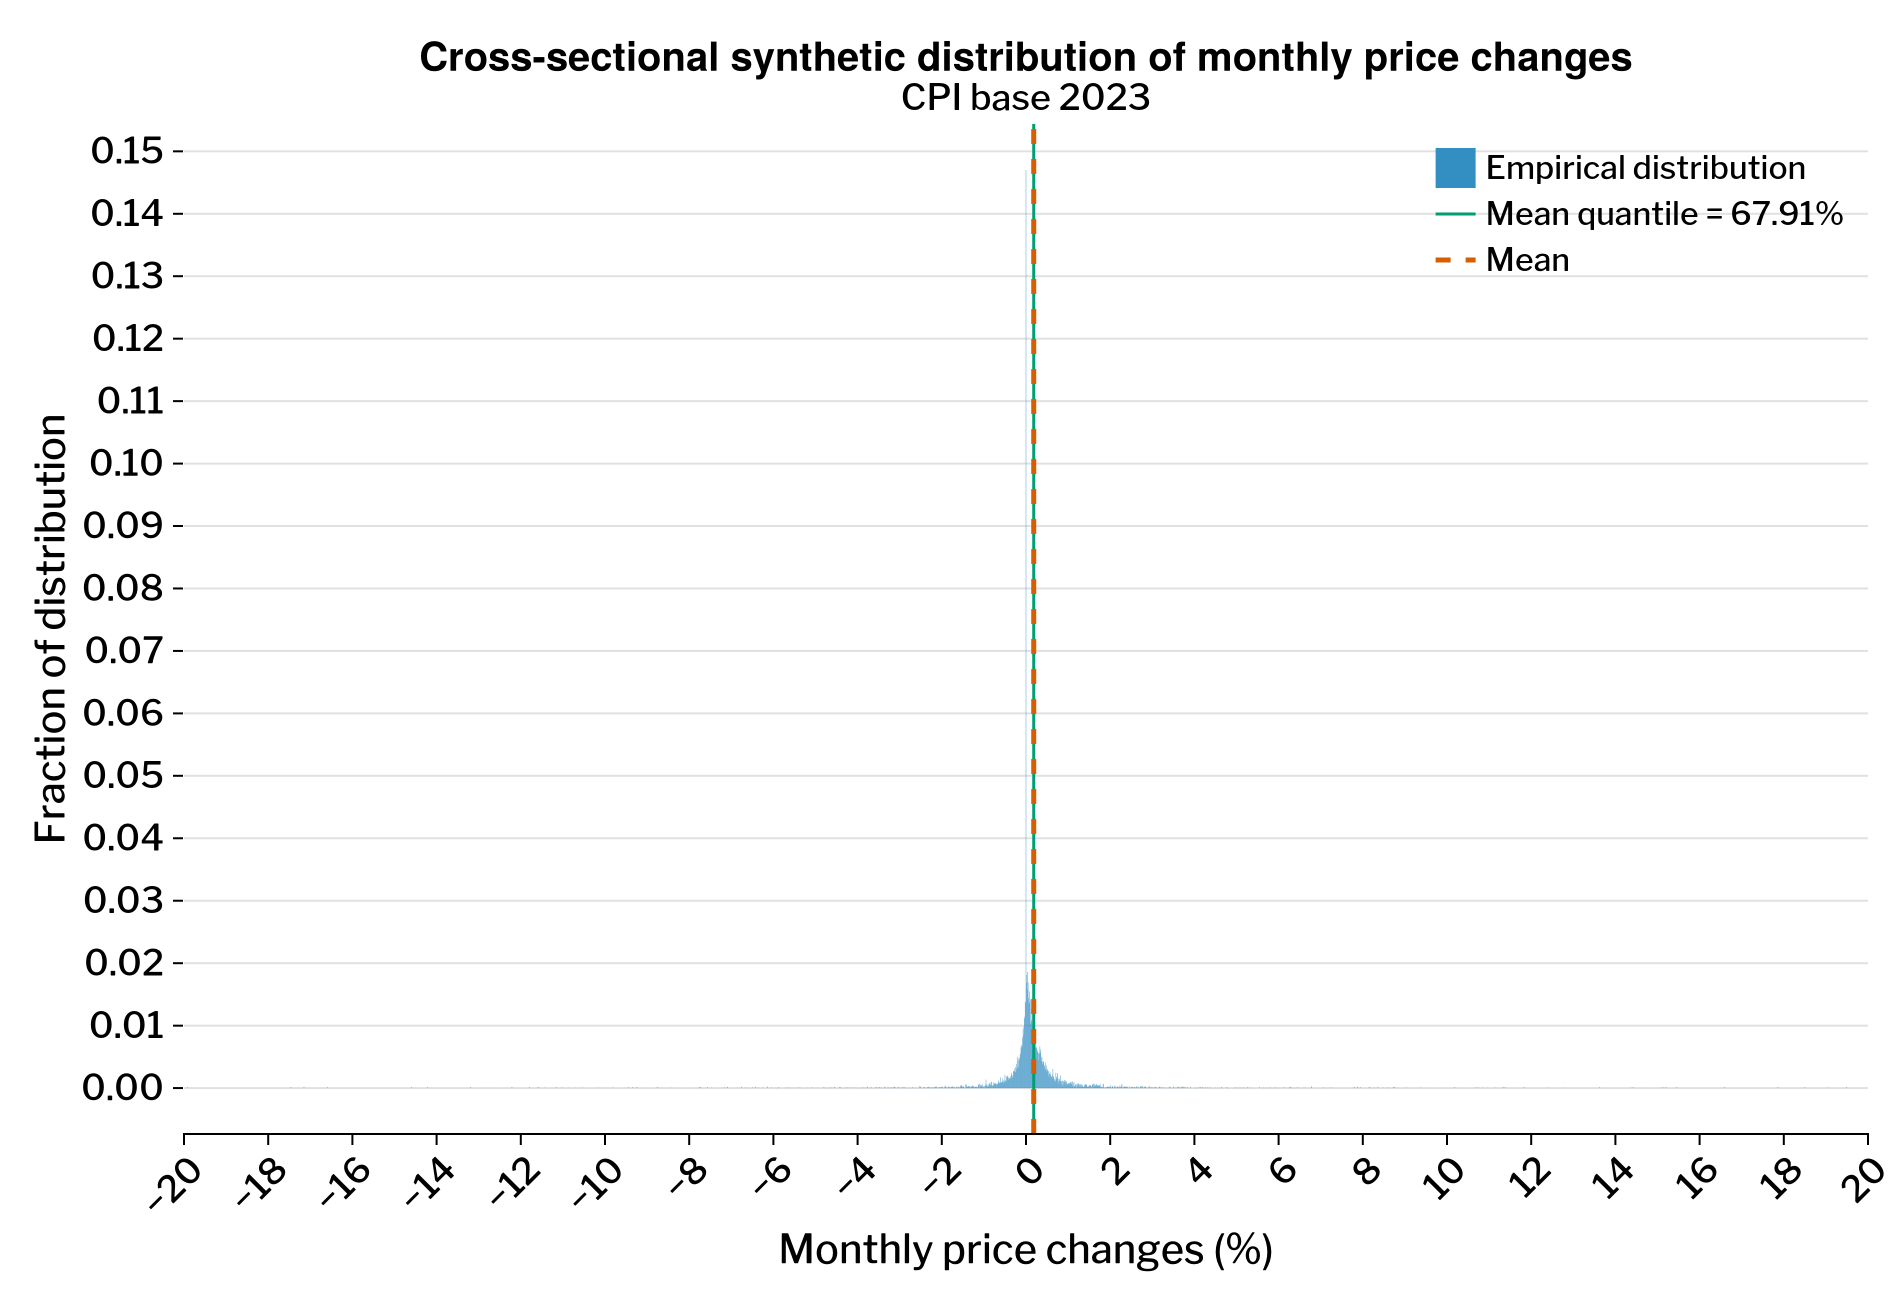 Cross-sectional synthetic distribution of monthly price changes
CPI base 2023
Empirical distribution
Mean quantile = 67.91%
Mean
Fraction of distribution
0.15
0.14
0.13
0.12
0.11
0.10
0.09
0.08
0.07
0.06
0.05
0.04
0.03
0.02
0.01
0.00
−20 −18 −16 −14 −12 −10 −8 −6 −4 −2 0 2 4 6 8 10 12 14 16 18 20
Monthly price changes (%)